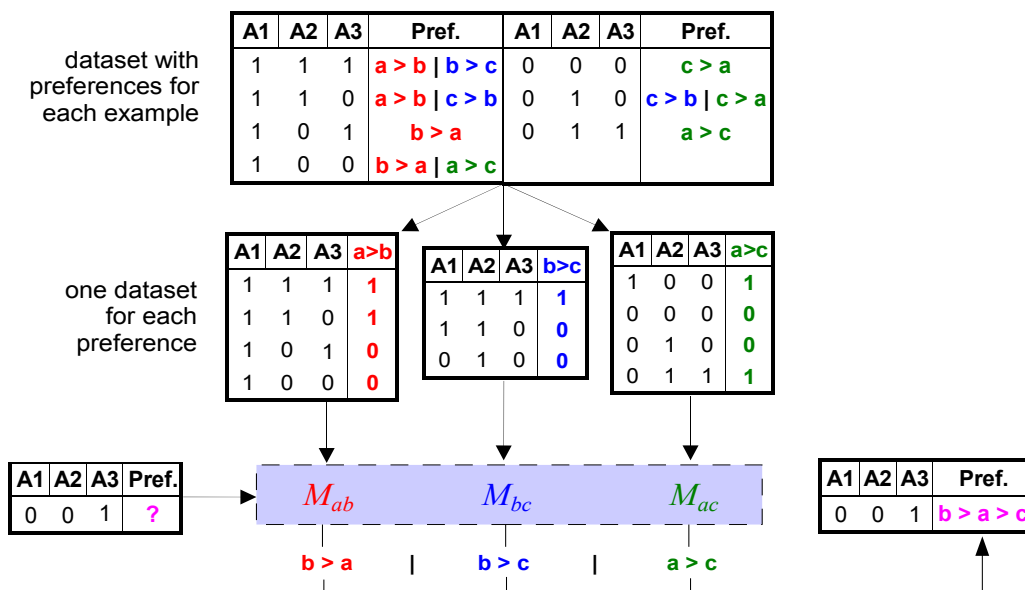 A1 A2 A3 Pref. A1 A2 A3 Pref.
dataset with
preferences for
each example
1 1 1 a > b | b > c 0 0 0 c > a
1 1 0 a > b | c > b 0 1 0 c > b | c > a
1 0 1 b > a 0 1 1 a > c
1 0 0 b > a | a > c
one dataset
for each
preference
A1 A2 A3 a>b
1 1 1 1
1 1 0 1
1 0 1 0
1 0 0 0
A1 A2 A3 b>c
1 1 1 1
1 1 0 0
0 1 0 0
A1 A2 A3 a>c
1 0 0 1
0 0 0 0
0 1 0 0
0 1 1 1
A1 A2 A3 Pref.
0 0 1 ?
M_ab M_bc M_ac
A1 A2 A3 Pref.
0 0 1 b > a > c
b > a | b > c | a > c